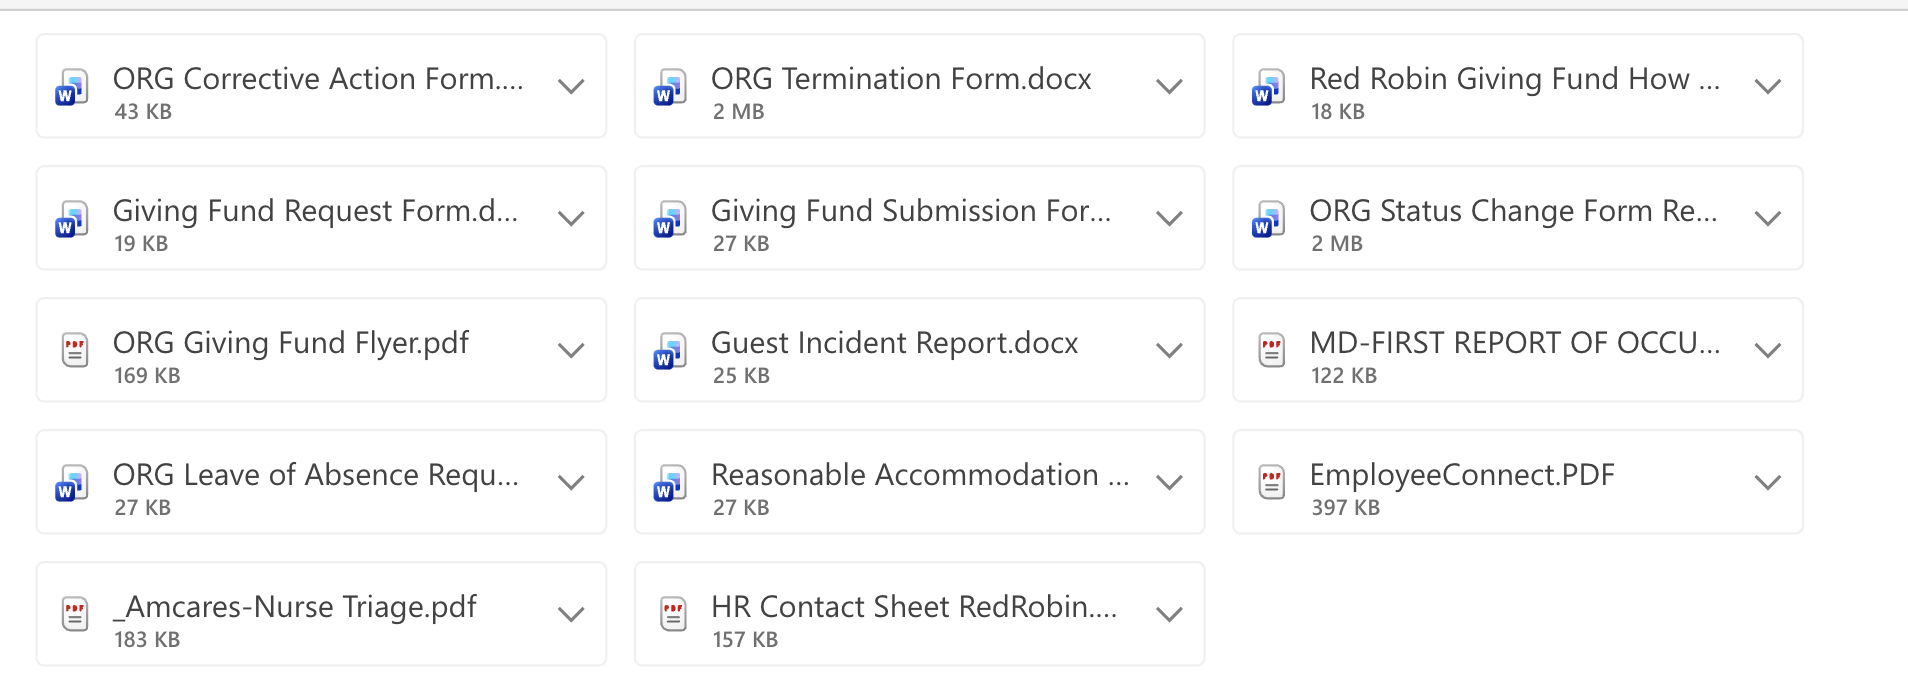 ORG Corrective Action Form....
43 KB
ORG Termination Form.docx
2 MB
Red Robin Giving Fund How ...
18 KB
Giving Fund Request Form.d...
19 KB
Giving Fund Submission For...
27 KB
ORG Status Change Form Re...
2 MB
ORG Giving Fund Flyer.pdf
169 KB
Guest Incident Report.docx
25 KB
MD-FIRST REPORT OF OCCU...
122 KB
ORG Leave of Absence Requ...
27 KB
Reasonable Accommodation ...
27 KB
EmployeeConnect.PDF
397 KB
_Amcares-Nurse Triage.pdf
183 KB
HR Contact Sheet RedRobin....
157 KB